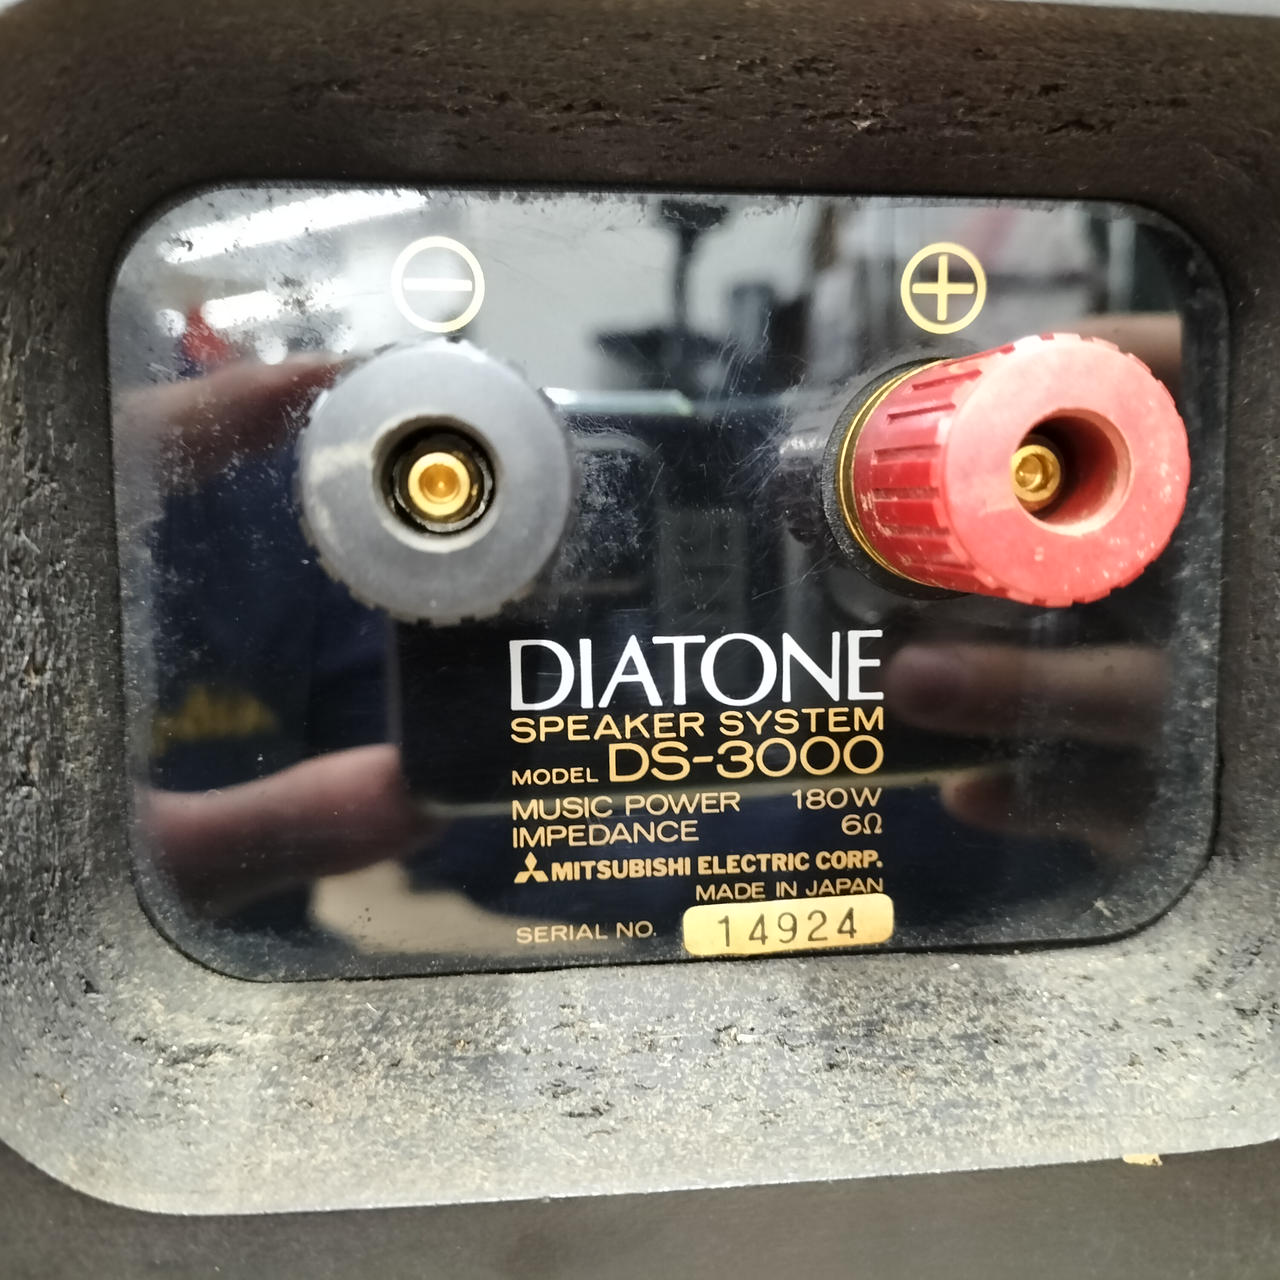 − +
DIATONE
SPEAKER SYSTEM
MODEL DS-3000
MUSIC POWER 180W
IMPEDANCE 6Ω
MITSUBISHI ELECTRIC CORP.
MADE IN JAPAN
SERIAL NO. 14924